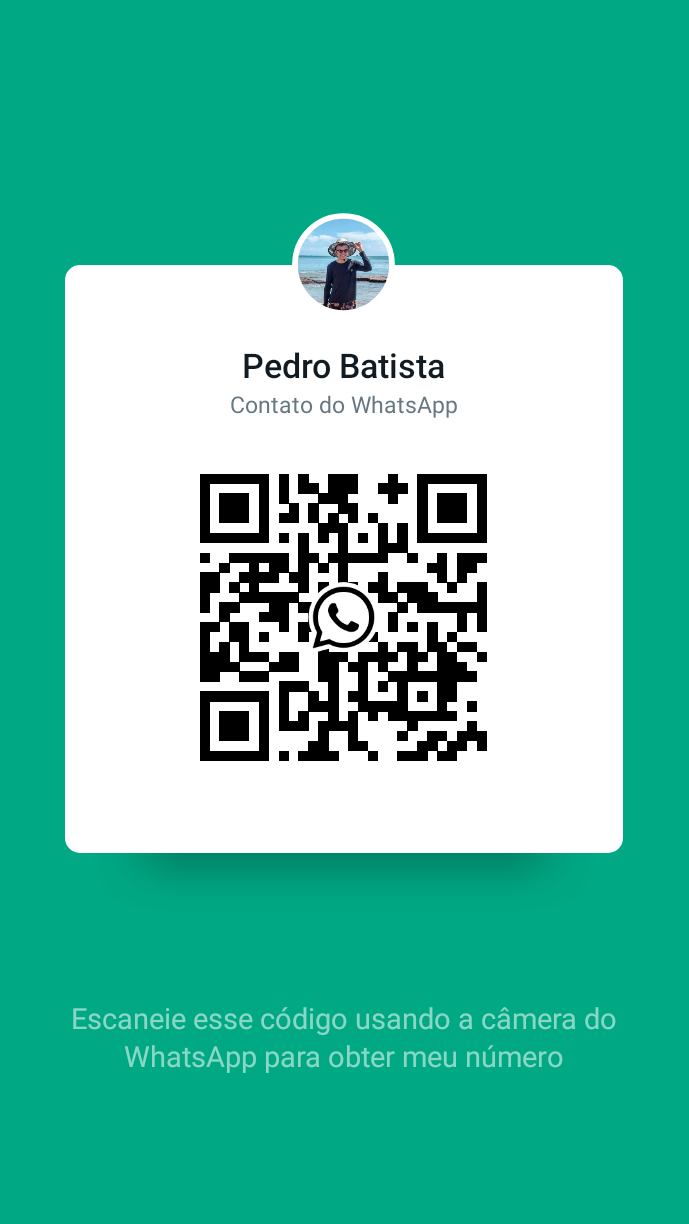 Pedro Batista
Contato do WhatsApp
Escaneie esse código usando a câmera do
WhatsApp para obter meu número